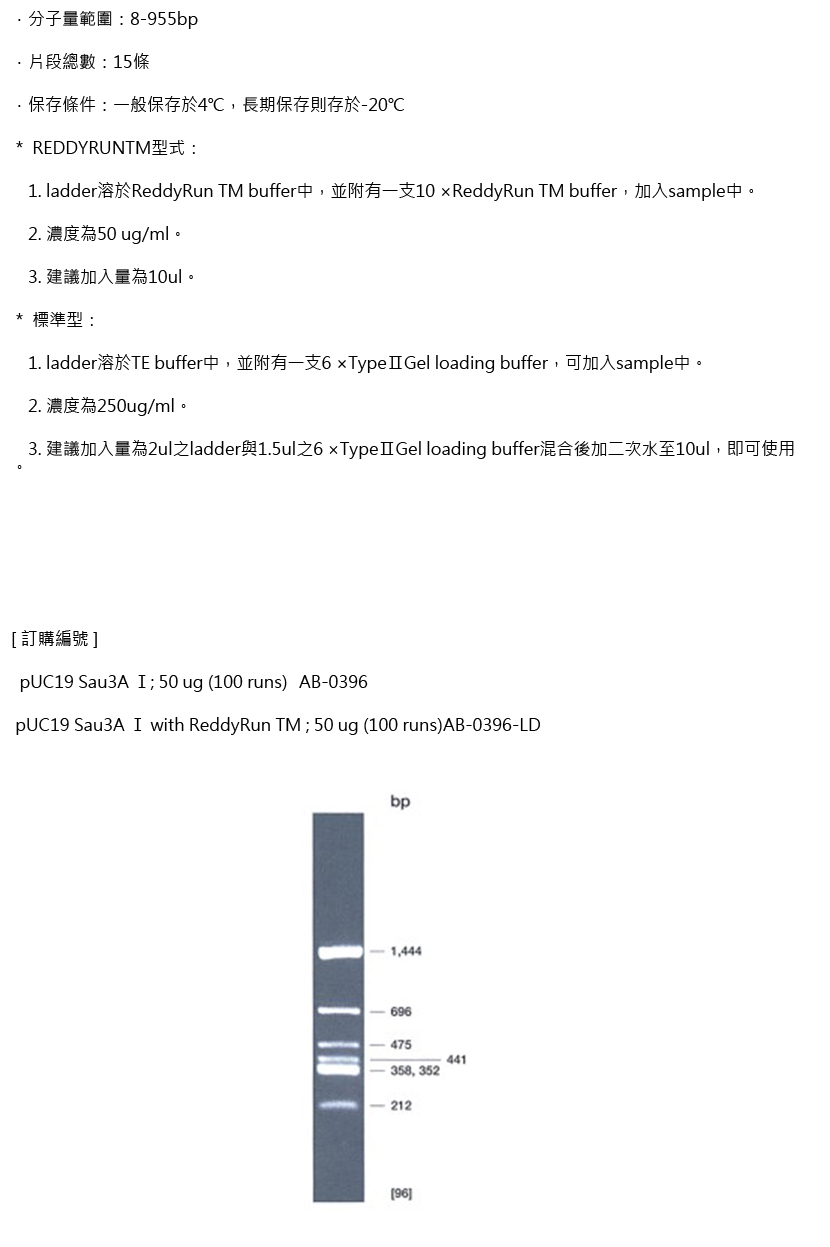 · 分子量範圍：8-955bp
· 片段總數：15條
· 保存條件：一般保存於4℃，長期保存則存於-20℃
* REDDYRUNTM型式：
1. ladder溶於ReddyRun TM buffer中，並附有一支10 ×ReddyRun TM buffer，加入sample中。
2. 濃度為50 ug/ml。
3. 建議加入量為10ul。
* 標準型：
1. ladder溶於TE buffer中，並附有一支6 ×TypeⅡGel loading buffer，可加入sample中。
2. 濃度為250ug/ml。
3. 建議加入量為2ul之ladder與1.5ul之6 ×TypeⅡGel loading buffer混合後加二次水至10ul，即可使用
。
[ 訂購編號 ]
pUC19 Sau3A Ⅰ; 50 ug (100 runs) AB-0396
pUC19 Sau3A Ⅰ with ReddyRun TM ; 50 ug (100 runs)AB-0396-LD
bp
1,444
696
475
441
358, 352
212
[96]